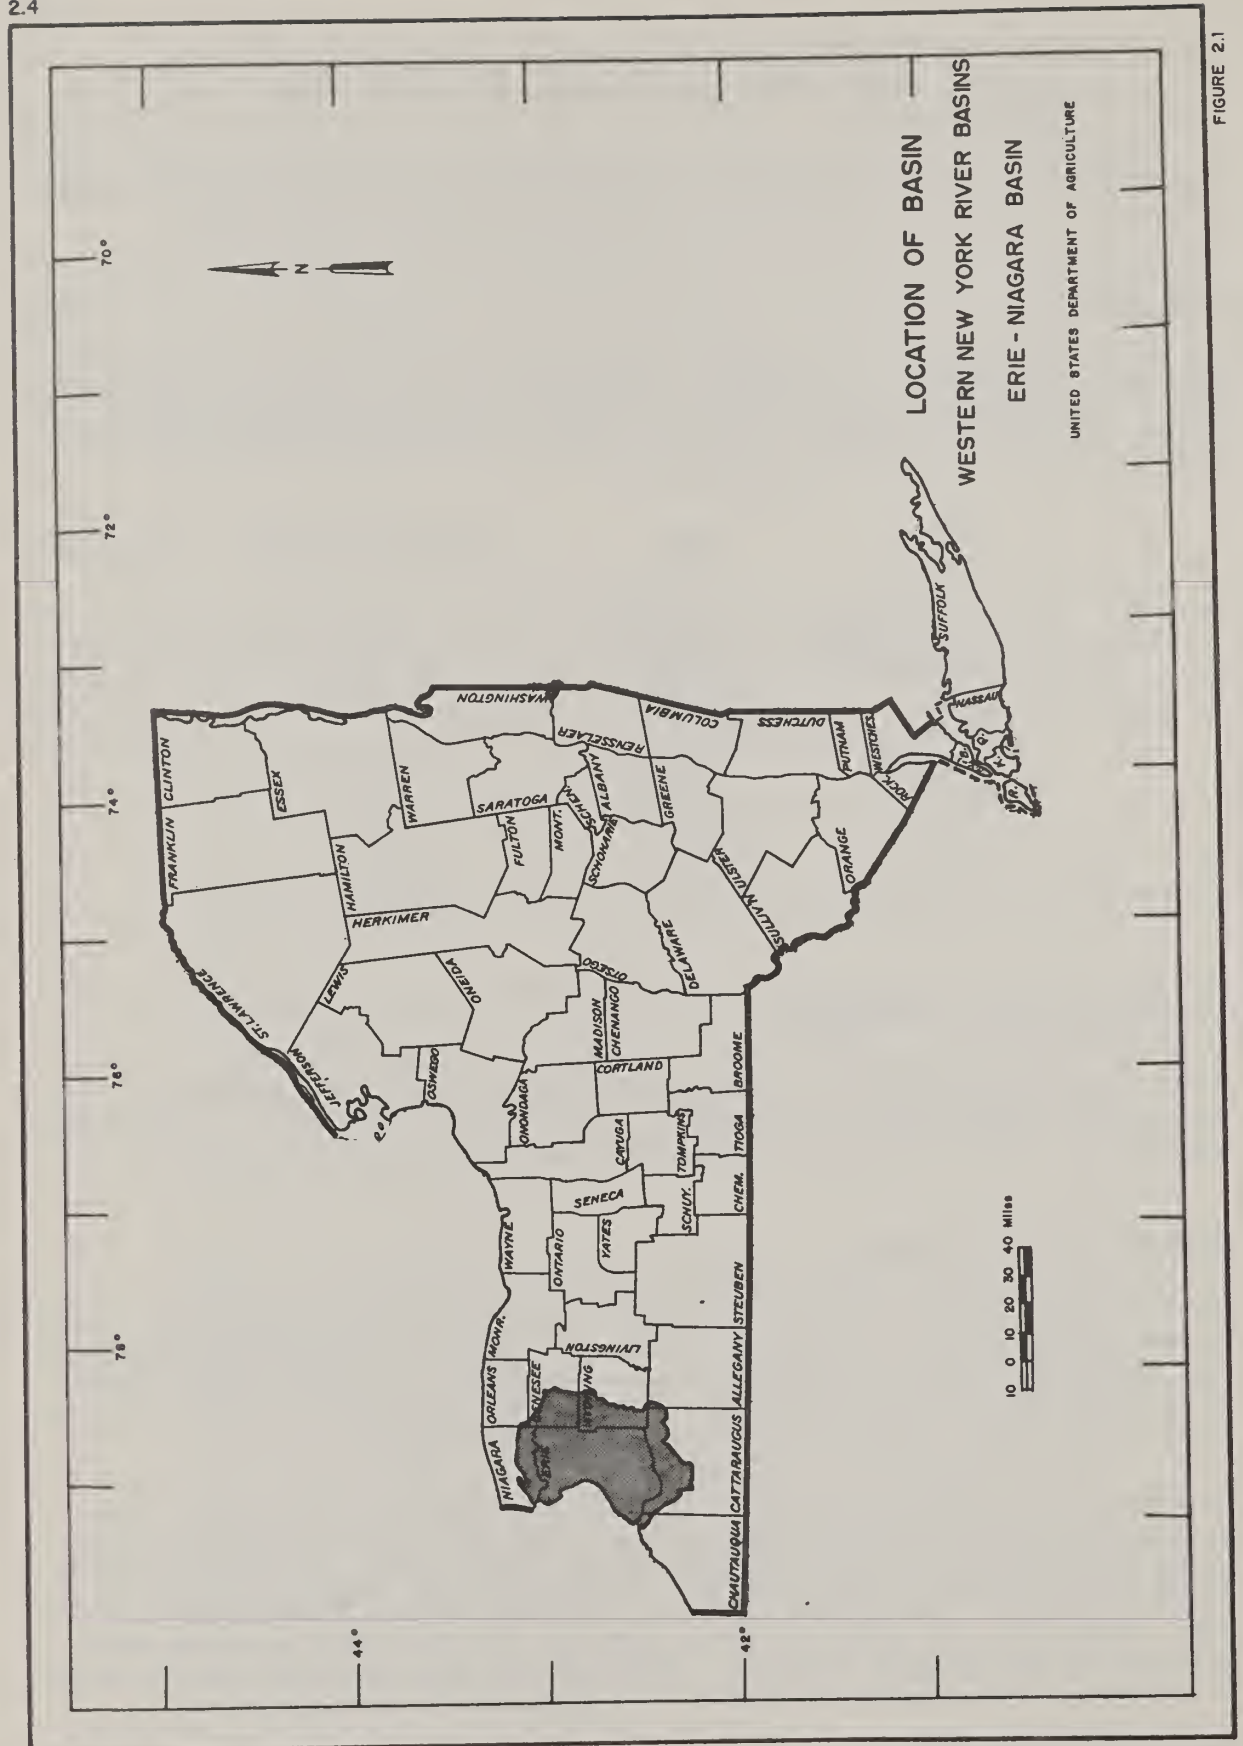 2.4
70°
72°
74°
76°
78°
44°
42°
N
CLINTON
FRANKLIN
ESSEX
ST. LAWRENCE
JEFFERSON
LEWIS
HAMILTON
HERKIMER
WARREN
WASHINGTON
SARATOGA
FULTON
MONT.
SCHEN.
SCHOHARIE
ALBANY
RENSSELAER
COLUMBIA
GREENE
ONEIDA
OSWEGO
OTSEGO
MADISON
CHENANGO
ONONDAGA
CORTLAND
CAYUGA
TOMPKINS
SENECA
WAYNE
ONTARIO
YATES
SCHUY.
MONR.
LIVINGSTON
ORLEANS
GENESEE
WYOMING
NIAGARA
ERIE
CHAUTAUQUA
CATTARAUGUS
ALLEGANY
STEUBEN
CHEM.
TIOGA
BROOME
DELAWARE
ULSTER
SULLIV'N
ORANGE
DUTCHESS
PUTNAM
WESTCHES.
ROCK.
SUFFOLK
NASSAU
B.
Q.
K.
R.
10 0 10 20 30 40 Miles
LOCATION OF BASIN
WESTERN NEW YORK RIVER BASINS
ERIE - NIAGARA BASIN
UNITED STATES DEPARTMENT OF AGRICULTURE
FIGURE 2.1